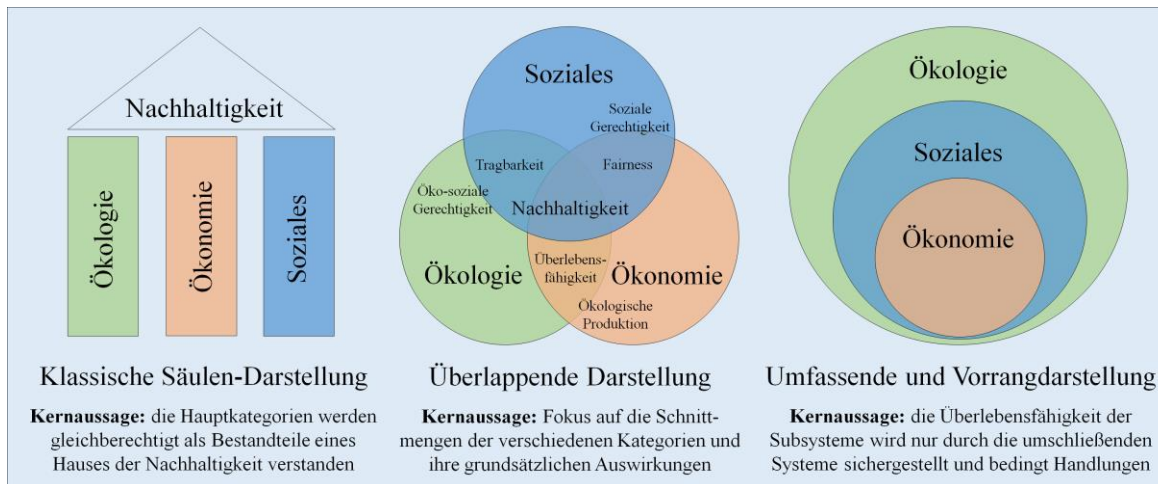 Nachhaltigkeit
Ökologie
Ökonomie
Soziales
Klassische Säulen-Darstellung
Kernaussage: die Hauptkategorien werden
gleichberechtigt als Bestandteile eines
Hauses der Nachhaltigkeit verstanden
Soziales
Soziale
Gerechtigkeit
Tragbarkeit
Fairness
Öko-soziale
Gerechtigkeit
Nachhaltigkeit
Ökologie
Überlebens-
fähigkeit
Ökonomie
Ökologische
Produktion
Überlappende Darstellung
Kernaussage: Fokus auf die Schnitt-
mengen der verschiedenen Kategorien und
ihre grundsätzlichen Auswirkungen
Ökologie
Soziales
Ökonomie
Umfassende und Vorrangdarstellung
Kernaussage: die Überlebensfähigkeit der
Subsysteme wird nur durch die umschließenden
Systeme sichergestellt und bedingt Handlungen